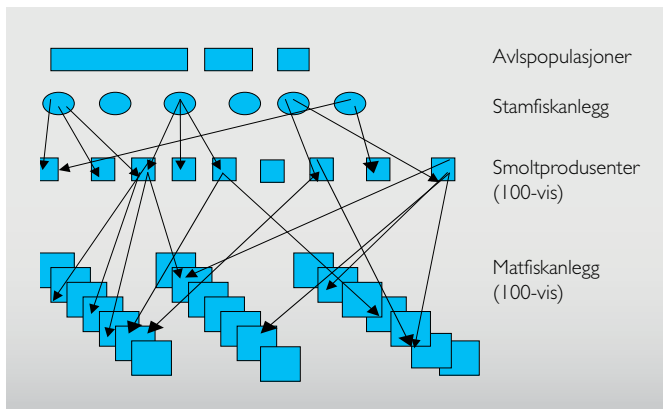 Avlspopulasjoner
Stamfiskanlegg
Smoltprodusenter
(100-vis)
Matfiskanlegg
(100-vis)